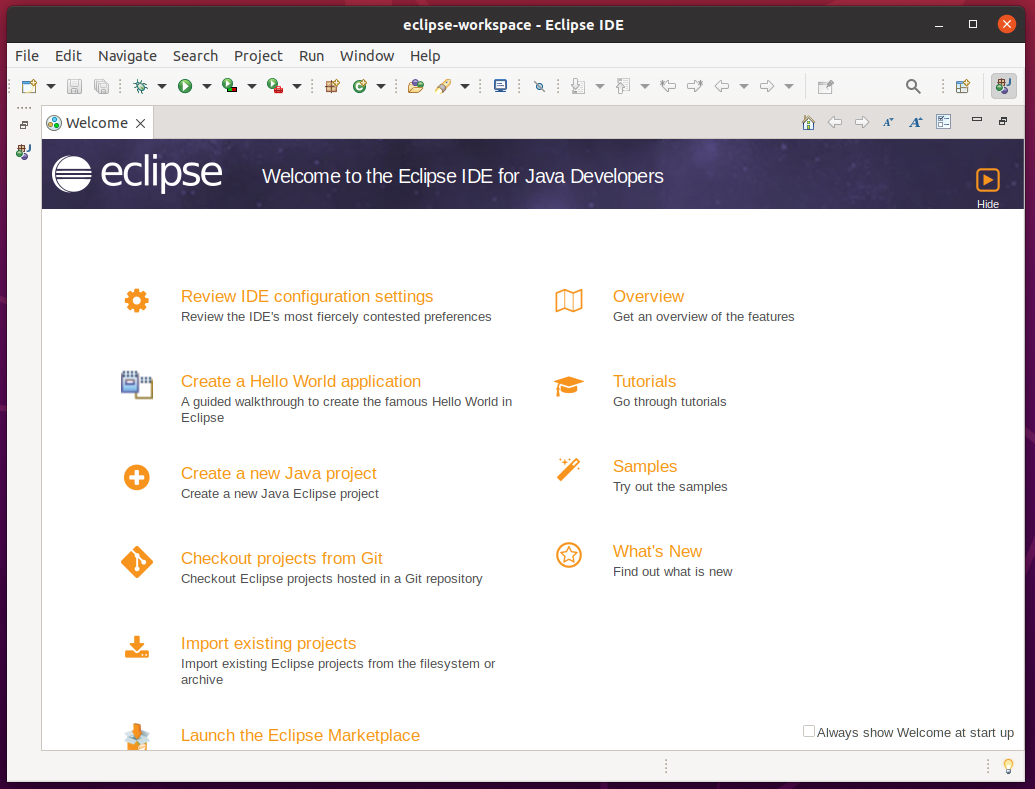 eclipse-workspace - Eclipse IDE
File Edit Navigate Search Project Run Window Help
Welcome
eclipse
Welcome to the Eclipse IDE for Java Developers
Hide
Review IDE configuration settings
Review the IDE's most fiercely contested preferences
Create a Hello World application
A guided walkthrough to create the famous Hello World in
Eclipse
Create a new Java project
Create a new Java Eclipse project
Checkout projects from Git
Checkout Eclipse projects hosted in a Git repository
Import existing projects
Import existing Eclipse projects from the filesystem or
archive
Launch the Eclipse Marketplace
Overview
Get an overview of the features
Tutorials
Go through tutorials
Samples
Try out the samples
What's New
Find out what is new
Always show Welcome at start up